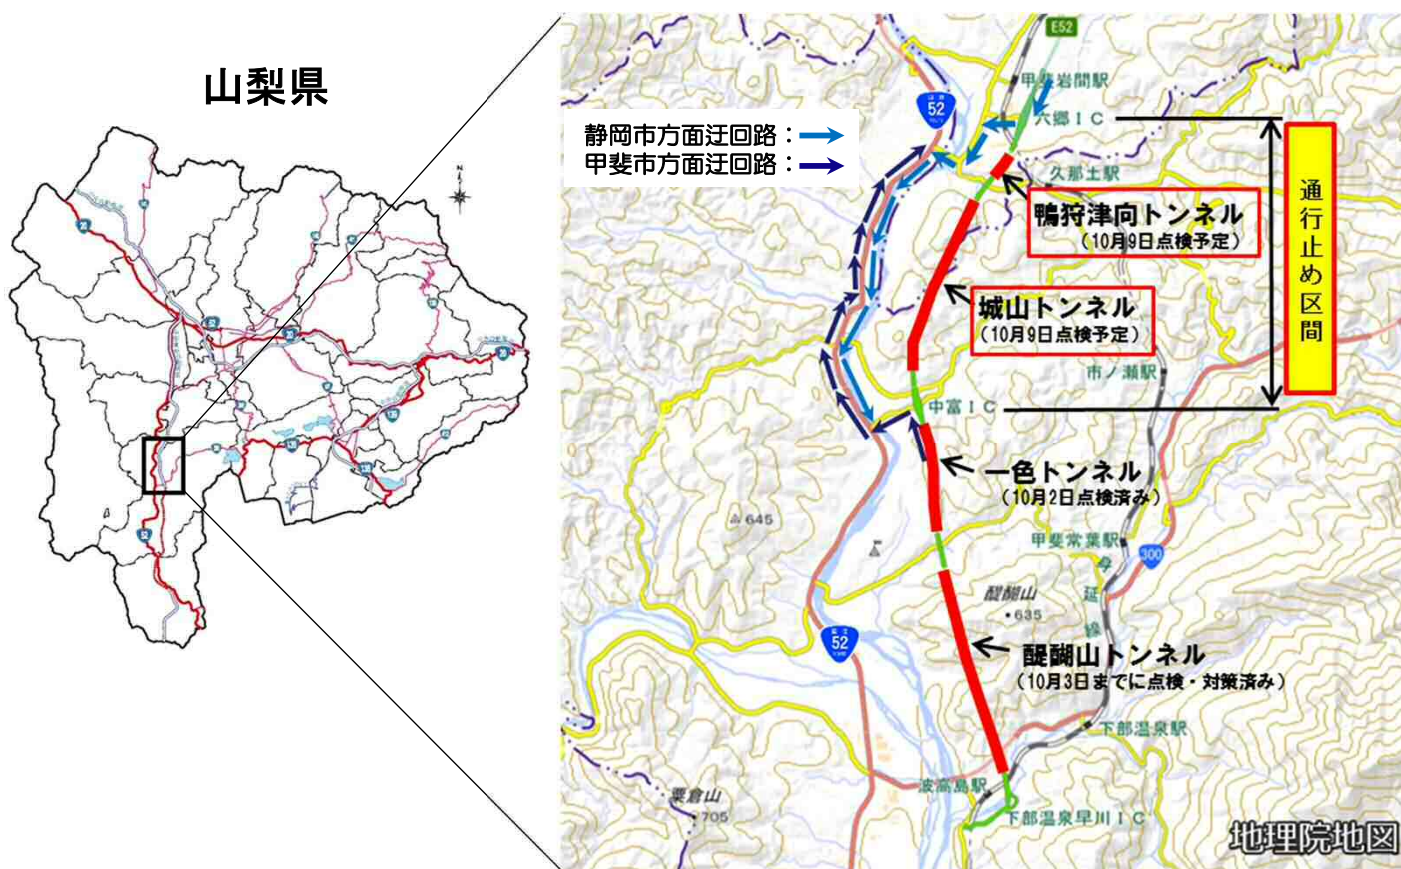 山梨県
N
E52
52
甲斐岩間駅
静岡市方面迂回路：
甲斐市方面迂回路：
六郷ＩＣ
久那土駅
鴨狩津向トンネル
（10月9日点検予定）
通行止め区間
城山トンネル
（10月9日点検予定）
市ノ瀬駅
中富ＩＣ
一色トンネル
（10月2日点検済み）
645
甲斐常葉駅
300
身延線
醍醐山
635
52
醍醐山トンネル
（10月3日までに点検・対策済み）
下部温泉駅
波高島駅
粟倉山
705
下部温泉早川ＩＣ
地理院地図
52
20
52